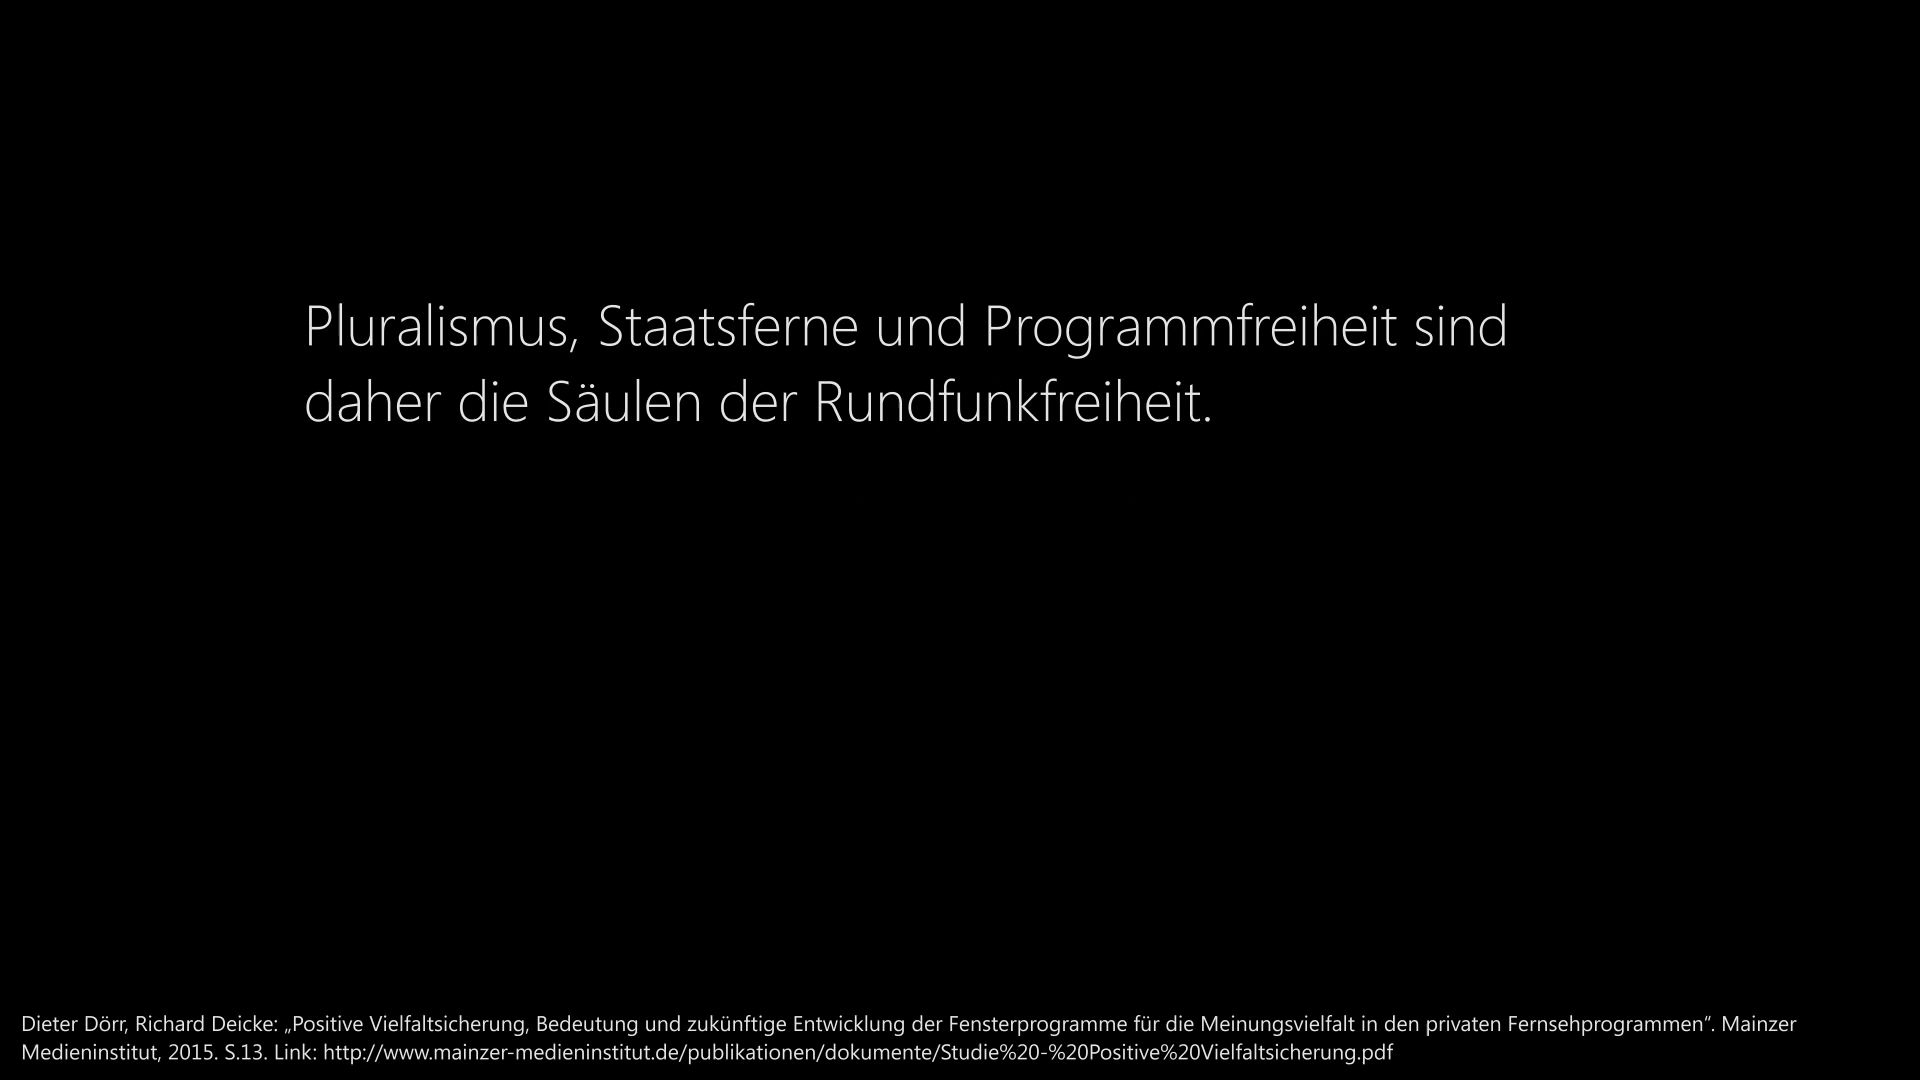 Pluralismus, Staatsferne und Programmfreiheit sind
daher die Säulen der Rundfunkfreiheit.
Dieter Dörr, Richard Deicke: „Positive Vielfaltsicherung, Bedeutung und zukünftige Entwicklung der Fensterprogramme für die Meinungsvielfalt in den privaten Fernsehprogrammen“. Mainzer
Medieninstitut, 2015. S.13. Link: http://www.mainzer-medieninstitut.de/publikationen/dokumente/Studie%20-%20Positive%20Vielfaltsicherung.pdf